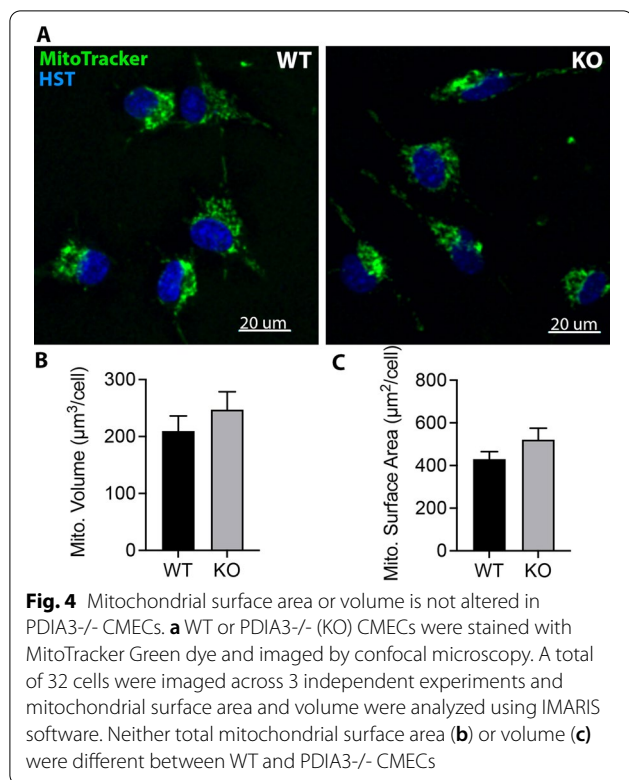 A
MitoTracker
HST
WT
KO
20 um
20 um
B
Mito. Volume (µm³/cell)
300
200
100
0
WT KO
C
Mito. Surface Area (µm²/cell)
800
600
400
200
0
WT KO
Fig. 4 Mitochondrial surface area or volume is not altered in
PDIA3-/- CMECs. a WT or PDIA3-/- (KO) CMECs were stained with
MitoTracker Green dye and imaged by confocal microscopy. A total
of 32 cells were imaged across 3 independent experiments and
mitochondrial surface area and volume were analyzed using IMARIS
software. Neither total mitochondrial surface area (b) or volume (c)
were different between WT and PDIA3-/- CMECs